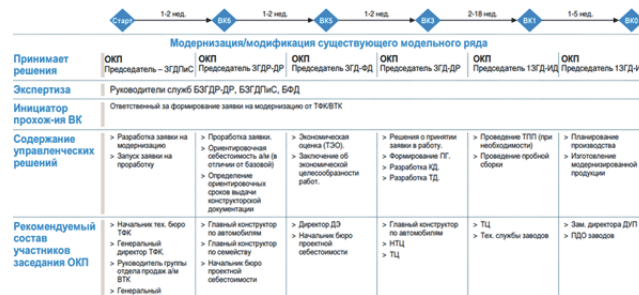 Старт 1-2 нед. ВК6 1-2 нед. ВК5 1-2 нед. ВК3 2-18 нед. ВК1 1-5 нед. ВК0
Модернизация/модификация существующего модельного ряда
Принимает
решения
ОКП
Председатель – ЗГДПиС
ОКП
Председатель ЗГДР-ДР
ОКП
Председатель ЗГД-ФД
ОКП
Председатель ЗГД-ДР
ОКП
Председатель 1ЗГД-ИД
ОКП
Председатель 1ЗГД-И
Экспертиза
Руководители служб БЗГДР-ДР, БЗГДПиС, БФД
Инициатор
прохож-ия ВК
Ответственный за формирование заявки на модернизацию от ТФК/ВТК
Содержание
управленческих
решений
> Разработка заявки на
модернизацию
> Запуск заявки на
проработку
> Проработка заявки.
> Ориентировочная
себестоимость а/м (в
отличии от базовой)
> Определение
ориентировочных
сроков выдачи
конструкторской
документации
> Экономическая
оценка (ТЭО).
> Заключение об
экономической
целесообразности
работ.
> Решения о принятии
заявки в работу.
> Формирование ПГ.
> Разработка КД.
> Разработка ТД.
> Проведение ТПП (при
необходимости)
> Проведение пробной
сборки
> Планирование
производства
> Изготовление
модернизированной
продукции
Рекомендуемый
состав
участников
заседания ОКП
> Начальник тех. бюро
ТФК
> Генеральный
директор ТФК.
> Руководитель группы
отдела продаж а/м
ВТК
> Генеральный
> Главный конструктор
по автомобилям
> Главный конструктор
по семейству
> Начальник бюро
проектной
себестоимости
> Директор ДЭ
> Начальник бюро
проектной
себестоимости
> Главный конструктор
по автомобилям
> НТЦ
> ТЦ
> ТЦ
> Тех. службы заводов
> Зам. директора ДУП
> ПДО заводов